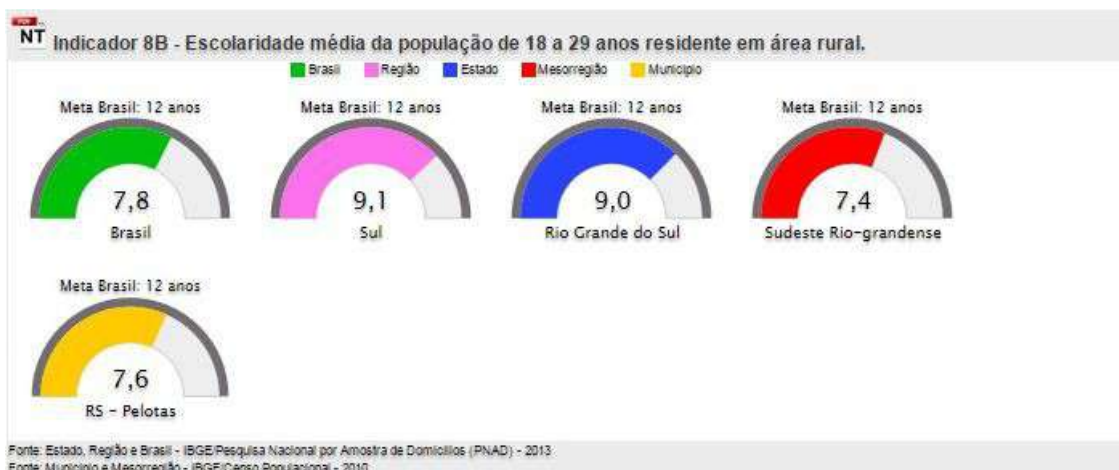 PDF
NT Indicador 8B - Escolaridade média da população de 18 a 29 anos residente em área rural.
Brasil Região Estado Mesorregião Município
Meta Brasil: 12 anos Meta Brasil: 12 anos Meta Brasil: 12 anos Meta Brasil: 12 anos
7,8 9,1 9,0 7,4
Brasil Sul Rio Grande do Sul Sudeste Rio-grandense
Meta Brasil: 12 anos
7,6
RS - Pelotas
Fonte: Estado, Região e Brasil - IBGE/Pesquisa Nacional por Amostra de Domicílios (PNAD) - 2013
Fonte: Município e Mesorregião - IBGE/Censo Populacional - 2010